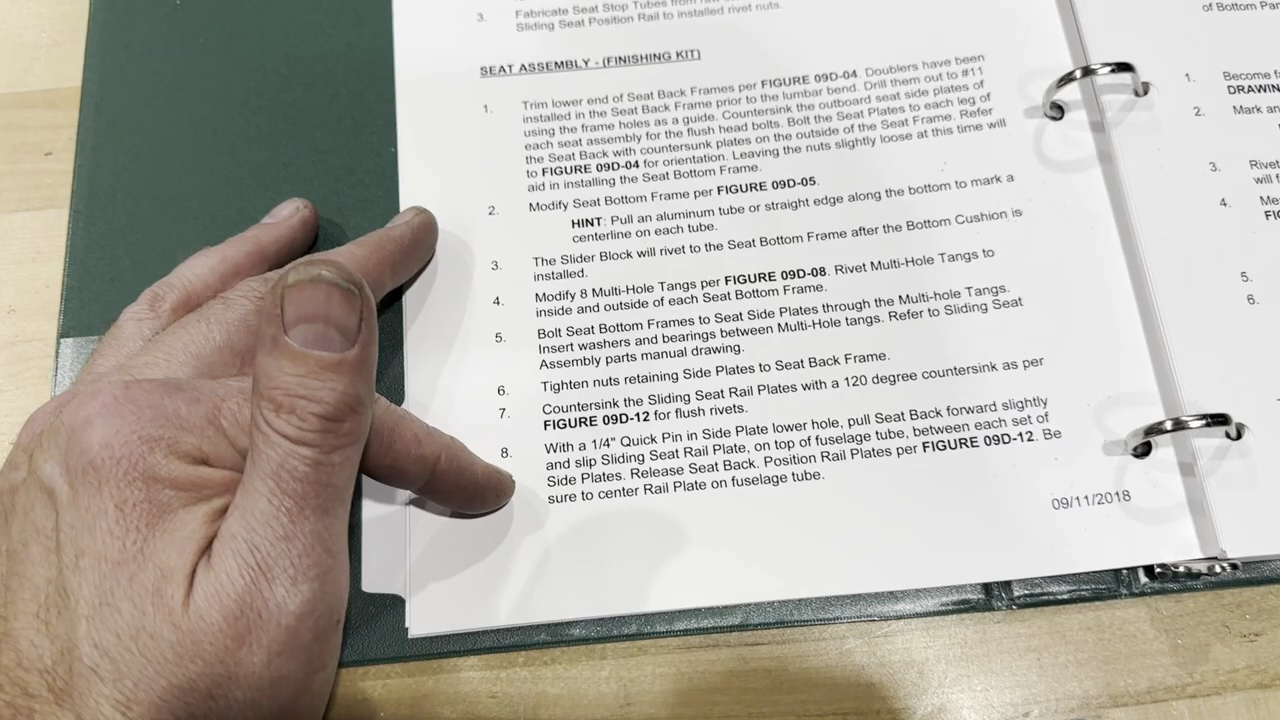 3. Fabricate Seat Stop Tubes from
Sliding Seat Position Rail to installed rivet nuts.
SEAT ASSEMBLY - (FINISHING KIT)
1. Trim lower end of Seat Back Frames per FIGURE 09D-04. Doublers have been
installed in the Seat Back Frame prior to the lumbar bend. Drill them out to #11
using the frame holes as a guide. Countersink the outboard seat side plates of
each seat assembly for the flush head bolts. Bolt the Seat Plates to each leg of
the Seat Back with countersunk plates on the outside of the Seat Frame. Refer
to FIGURE 09D-04 for orientation. Leaving the nuts slightly loose at this time will
aid in installing the Seat Bottom Frame.
2. Modify Seat Bottom Frame per FIGURE 09D-05.
HINT: Pull an aluminum tube or straight edge along the bottom to mark a
centerline on each tube.
3. The Slider Block will rivet to the Seat Bottom Frame after the Bottom Cushion is
installed.
4. Modify 8 Multi-Hole Tangs per FIGURE 09D-08. Rivet Multi-Hole Tangs to
inside and outside of each Seat Bottom Frame.
5. Bolt Seat Bottom Frames to Seat Side Plates through the Multi-hole Tangs.
Insert washers and bearings between Multi-Hole tangs. Refer to Sliding Seat
Assembly parts manual drawing.
6. Tighten nuts retaining Side Plates to Seat Back Frame.
7. Countersink the Sliding Seat Rail Plates with a 120 degree countersink as per
FIGURE 09D-12 for flush rivets.
8. With a 1/4" Quick Pin in Side Plate lower hole, pull Seat Back forward slightly
and slip Sliding Seat Rail Plate, on top of fuselage tube, between each set of
Side Plates. Release Seat Back. Position Rail Plates per FIGURE 09D-12. Be
sure to center Rail Plate on fuselage tube.
09/11/2018
of Bottom
1. Become
2. Mark
3.
will
4.
5.
6.